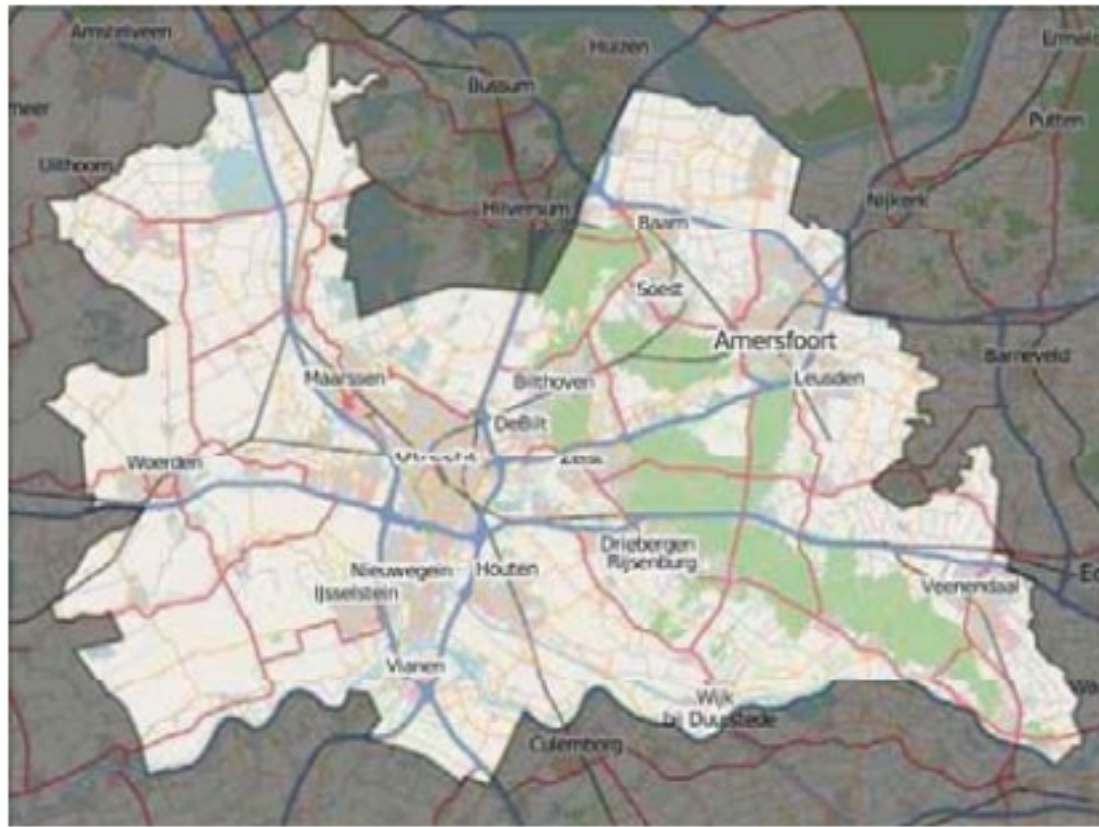 Amstelveen
Huizen
Ermelo
Bussum
meer
Putten
Uithoorn
Nijkerk
Hilversum
Baarn
Soest
Amersfoort
Barneveld
Maarssen
Bilthoven
Leusden
De Bilt
Woerden
Zeist
Driebergen
Rijsenburg
Nieuwegein
Houten
Veenendaal
IJsselstein
Vianen
Wijk
bij Duurstede
Culemborg